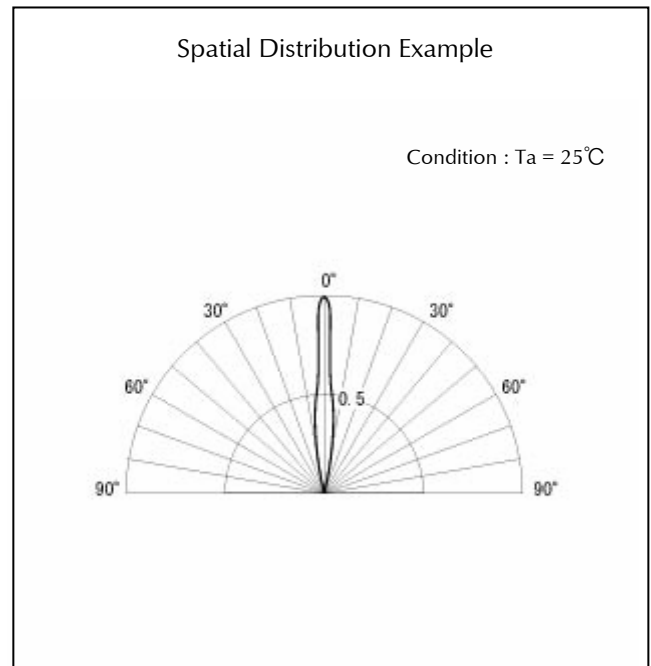 Spatial Distribution Example
Condition : Ta = 25℃
0°
30° 30°
60° 60°
0. 5
90° 90°